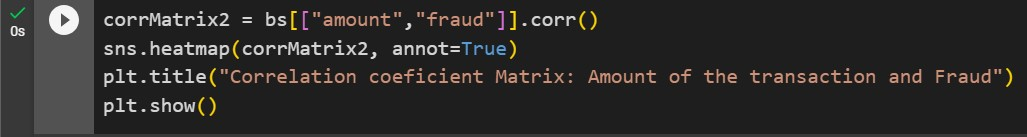 corrMatrix2 = bs[["amount","fraud"]].corr()
sns.heatmap(corrMatrix2, annot=True)
plt.title("Correlation coeficient Matrix: Amount of the transaction and Fraud")
plt.show()
0s